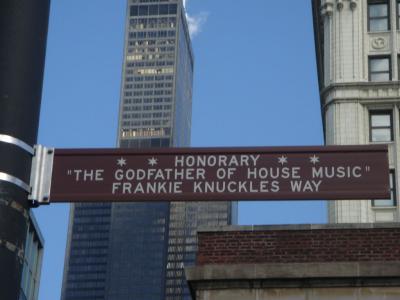 ✶ ✶ HONORARY ✶ ✶
"THE GODFATHER OF HOUSE MUSIC"
FRANKIE KNUCKLES WAY